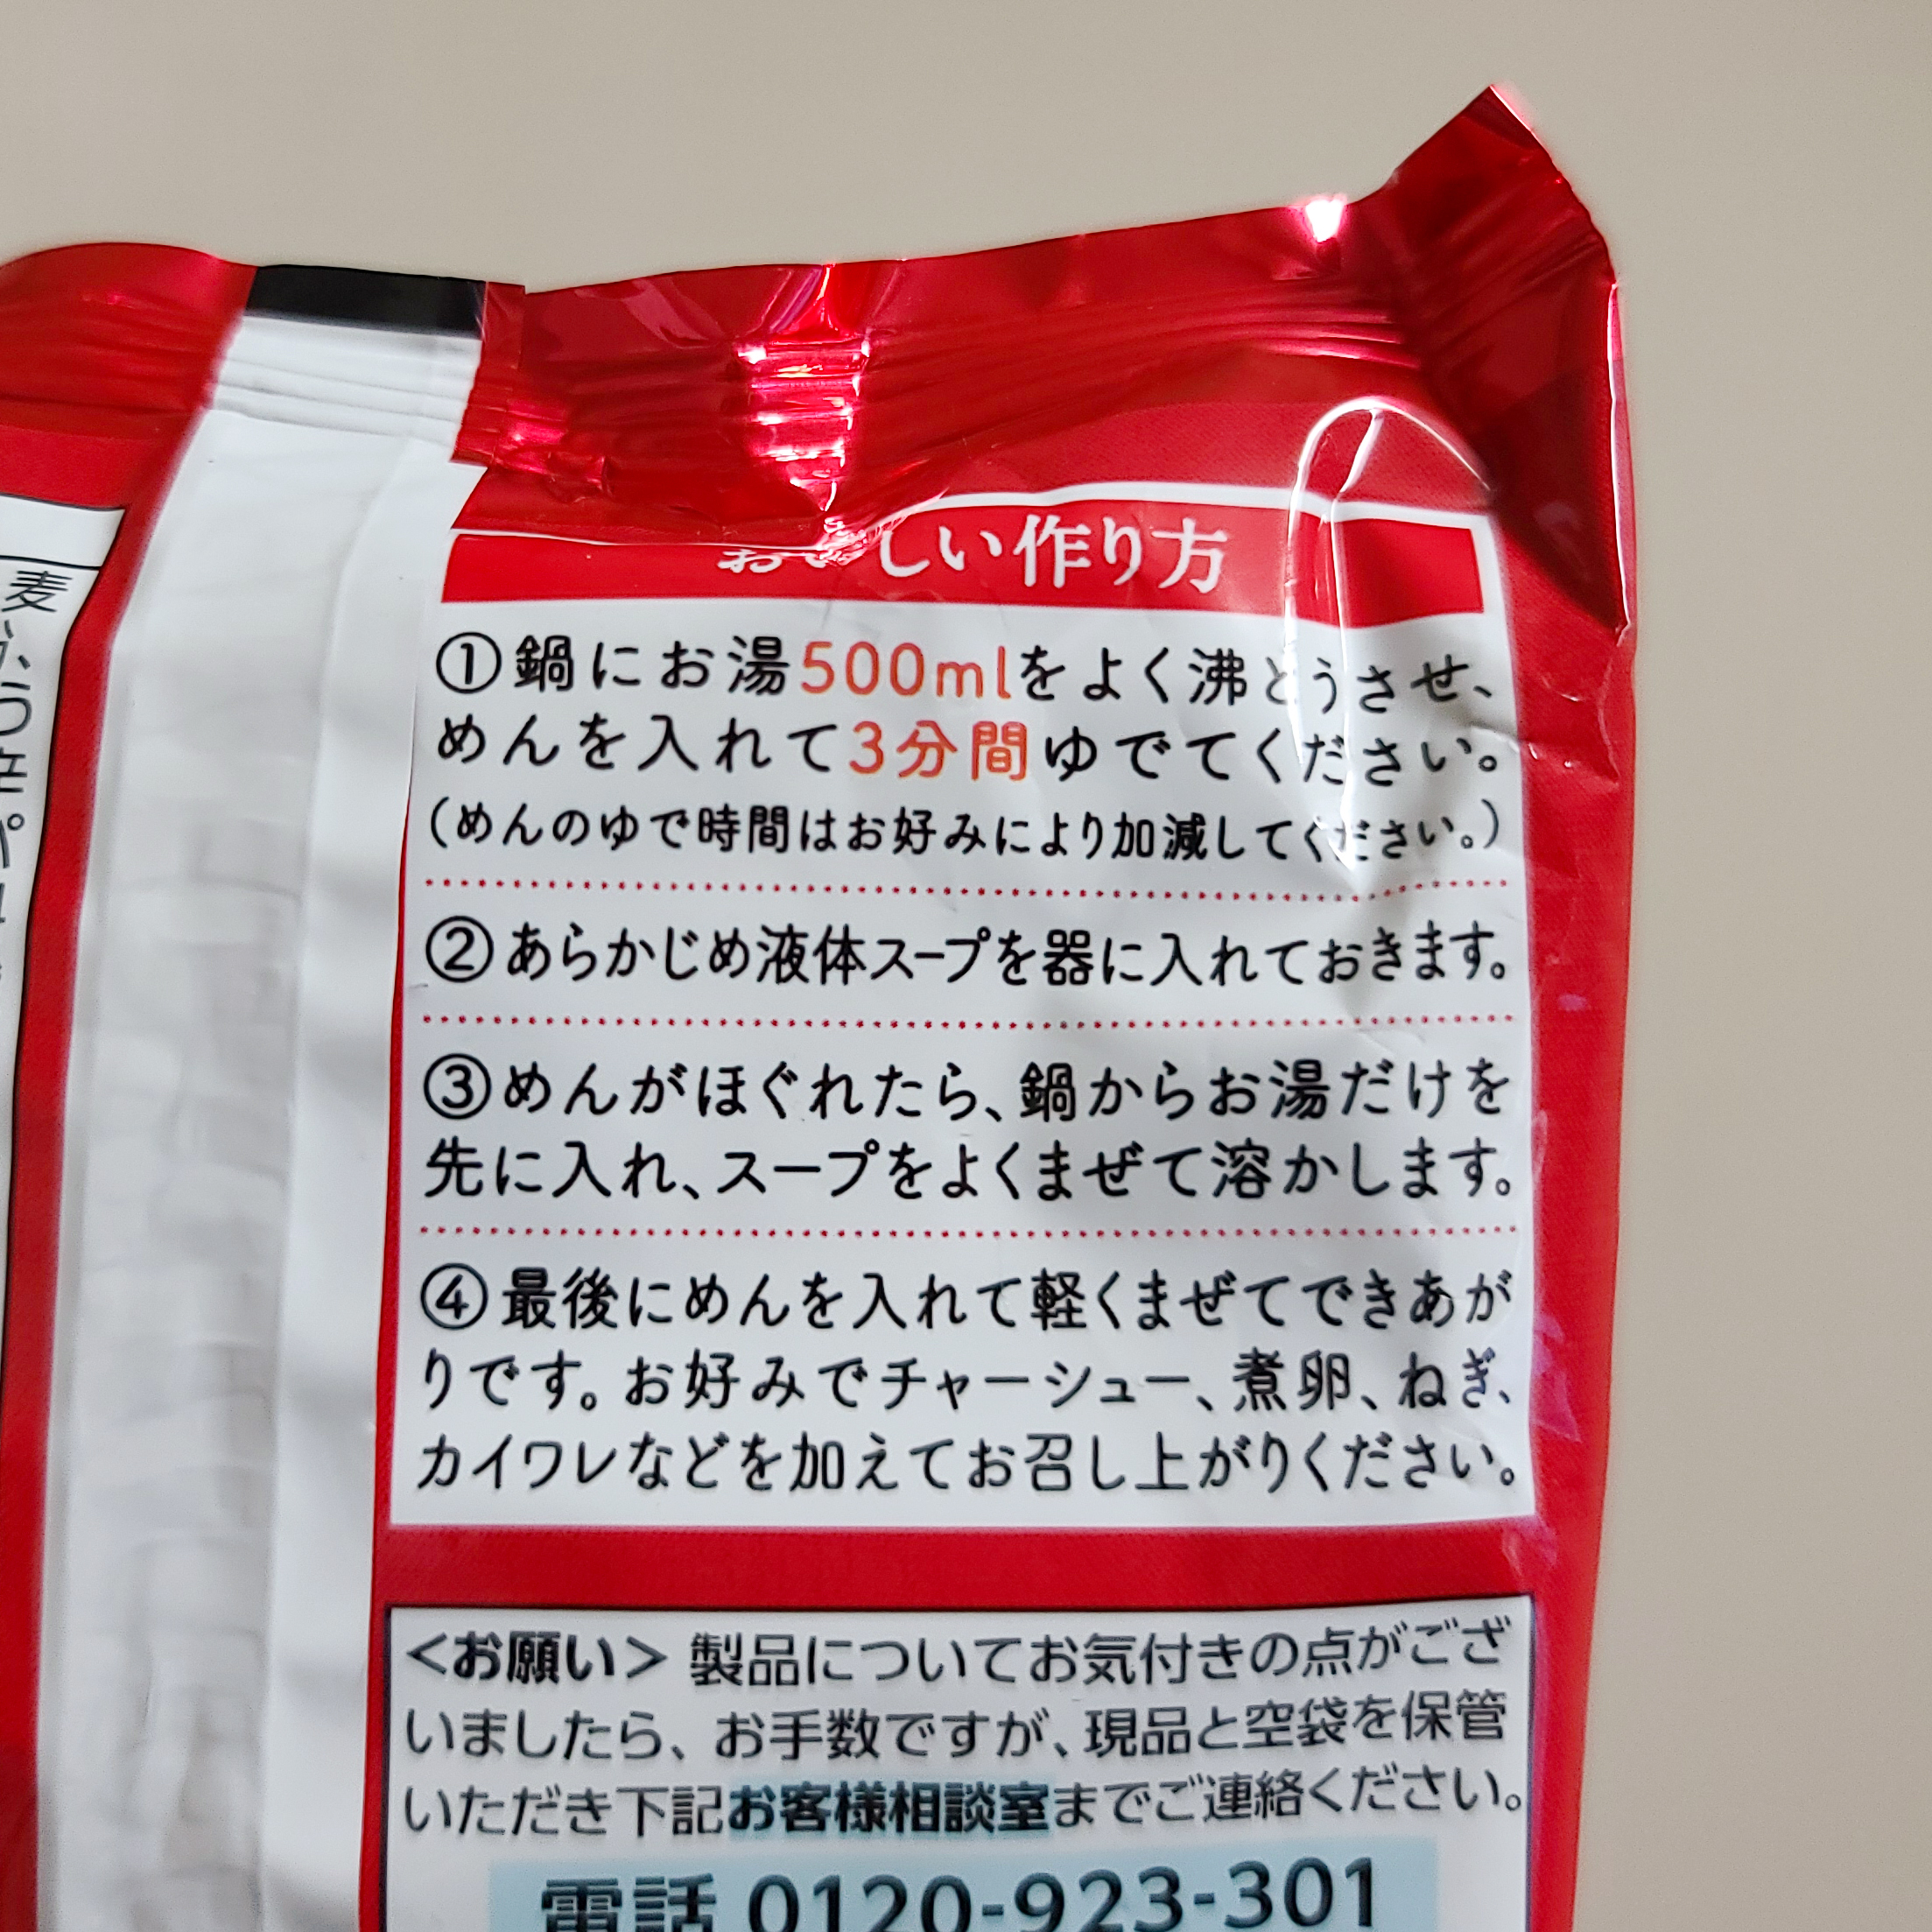 おいしい作り方
①鍋にお湯500mlをよく沸とうさせ、
めんを入れて3分間ゆでてください。
(めんのゆで時間はお好みにより加減してください。)
②あらかじめ液体スープを器に入れておきます。
③めんがほぐれたら、鍋からお湯だけを
先に入れ、スープをよくまぜて溶かします。
④最後にめんを入れて軽くまぜてできあが
りです。お好みでチャーシュー、煮卵、ねぎ、
カイワレなどを加えてお召し上がりください。
<お願い> 製品についてお気付きの点がござ
いましたら、お手数ですが、現品と空袋を保管
いただき下記お客様相談室までご連絡ください。
電話 0120-923-301